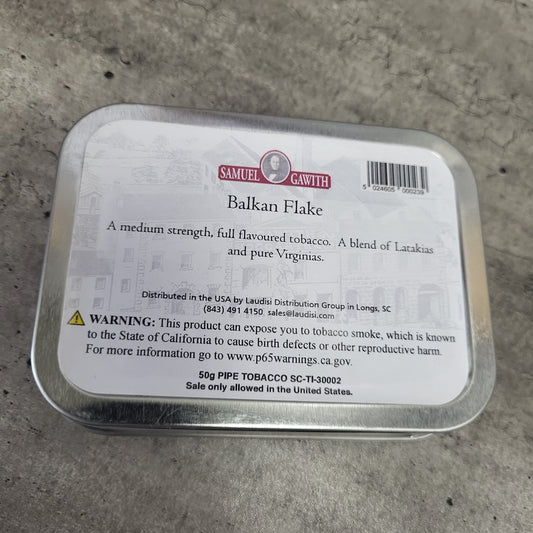 SAMUEL GAWITH
5 024605 000239
Balkan Flake
A medium strength, full flavoured tobacco. A blend of Latakias
and pure Virginias.
Distributed in the USA by Laudisi Distribution Group in Longs, SC
(843) 491 4150 sales@laudisi.com
WARNING: This product can expose you to tobacco smoke, which is known
to the State of California to cause birth defects or other reproductive harm.
For more information go to www.p65warnings.ca.gov.
50g PIPE TOBACCO SC-TI-30002
Sale only allowed in the United States.